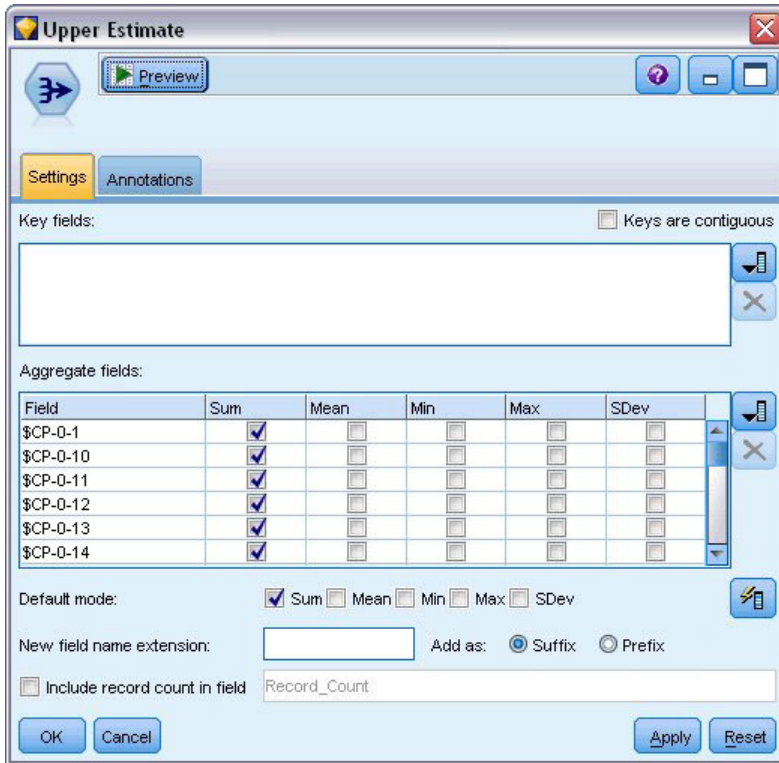 Upper Estimate
Preview
Settings Annotations
Key fields: Keys are contiguous
Aggregate fields:
Field Sum Mean Min Max SDev
$CP-0-1
$CP-0-10
$CP-0-11
$CP-0-12
$CP-0-13
$CP-0-14
Default mode: Sum Mean Min Max SDev
New field name extension: Add as: Suffix Prefix
Include record count in field Record_Count
OK Cancel Apply Reset